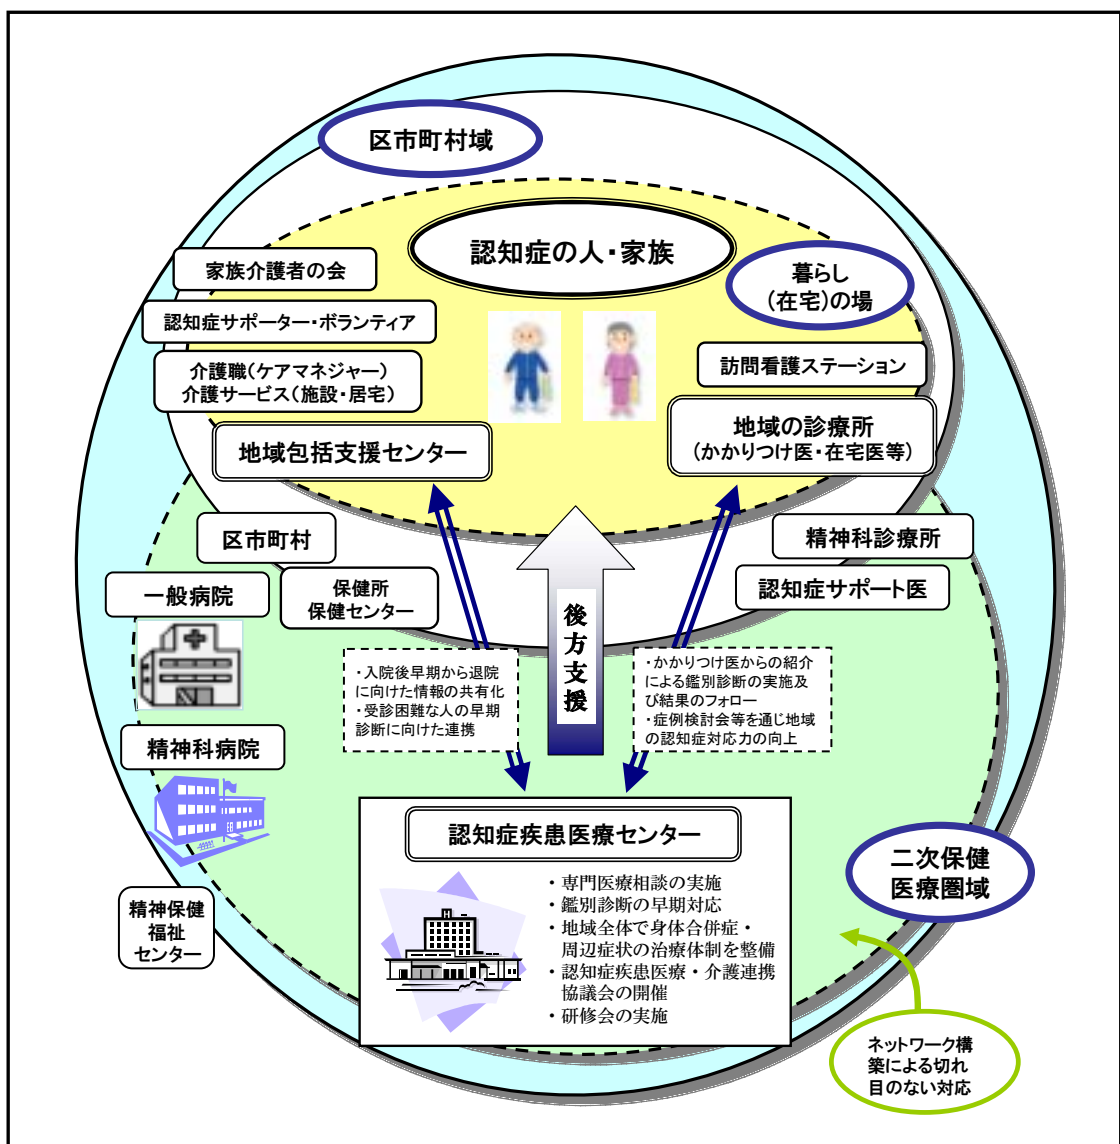 区市町村域
認知症の人・家族
暮らし
(在宅)の場
家族介護者の会
認知症サポーター・ボランティア
介護職(ケアマネジャー)
介護サービス(施設・居宅)
地域包括支援センター
訪問看護ステーション
地域の診療所
(かかりつけ医・在宅医等)
区市町村
保健所
保健センター
精神科診療所
認知症サポート医
一般病院
精神科病院
精神保健
福祉
センター
後方支援
・入院後早期から退院
に向けた情報の共有化
・受診困難な人の早期
診断に向けた連携
・かかりつけ医からの紹介
による鑑別診断の実施及
び結果のフォロー
・症例検討会等を通じ地域
の認知症対応力の向上
認知症疾患医療センター
・専門医療相談の実施
・鑑別診断の早期対応
・地域全体で身体合併症・
周辺症状の治療体制を整備
・認知症疾患医療・介護連携
協議会の開催
・研修会の実施
二次保健
医療圏域
ネットワーク構
築による切れ
目のない対応